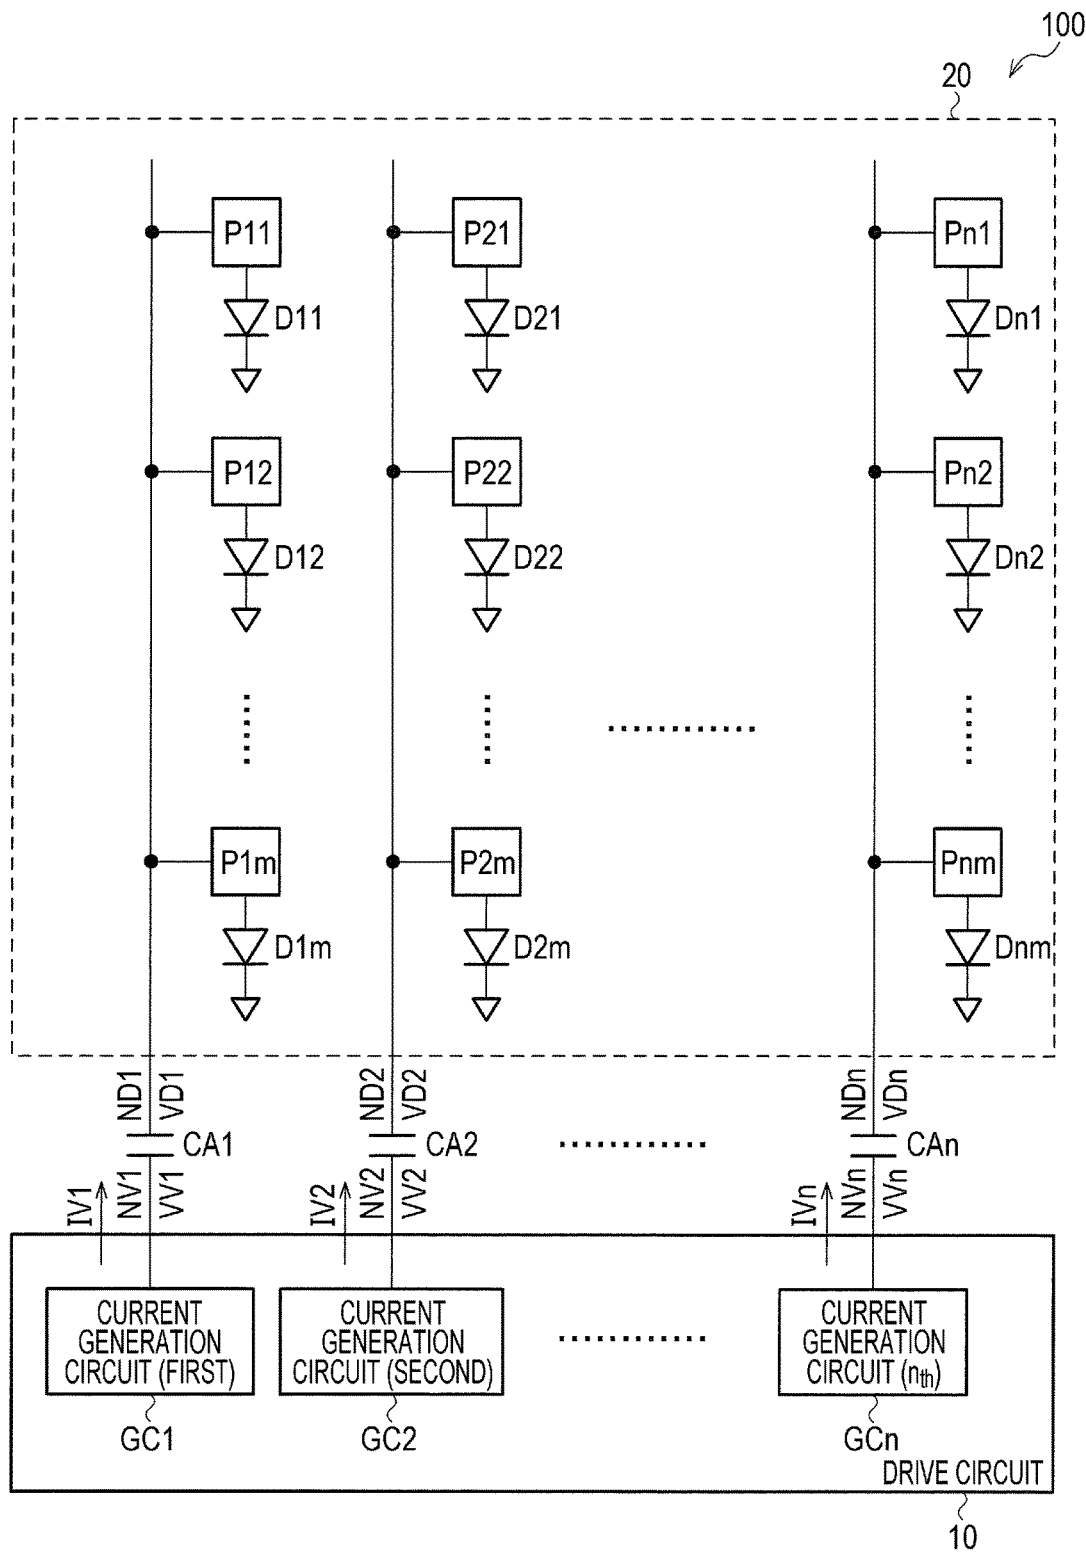 100
20
P11
P21
Pn1
D11
D21
Dn1
P12
P22
Pn2
D12
D22
Dn2
P1m
P2m
Pnm
D1m
D2m
Dnm
ND1
VD1
ND2
VD2
NDn
VDn
CA1
CA2
CAn
IV1
NV1
VV1
IV2
NV2
VV2
IVn
NVn
VVn
CURRENT
GENERATION
CIRCUIT (FIRST)
CURRENT
GENERATION
CIRCUIT (SECOND)
CURRENT
GENERATION
CIRCUIT (nth)
GC1
GC2
GCn
DRIVE CIRCUIT
10